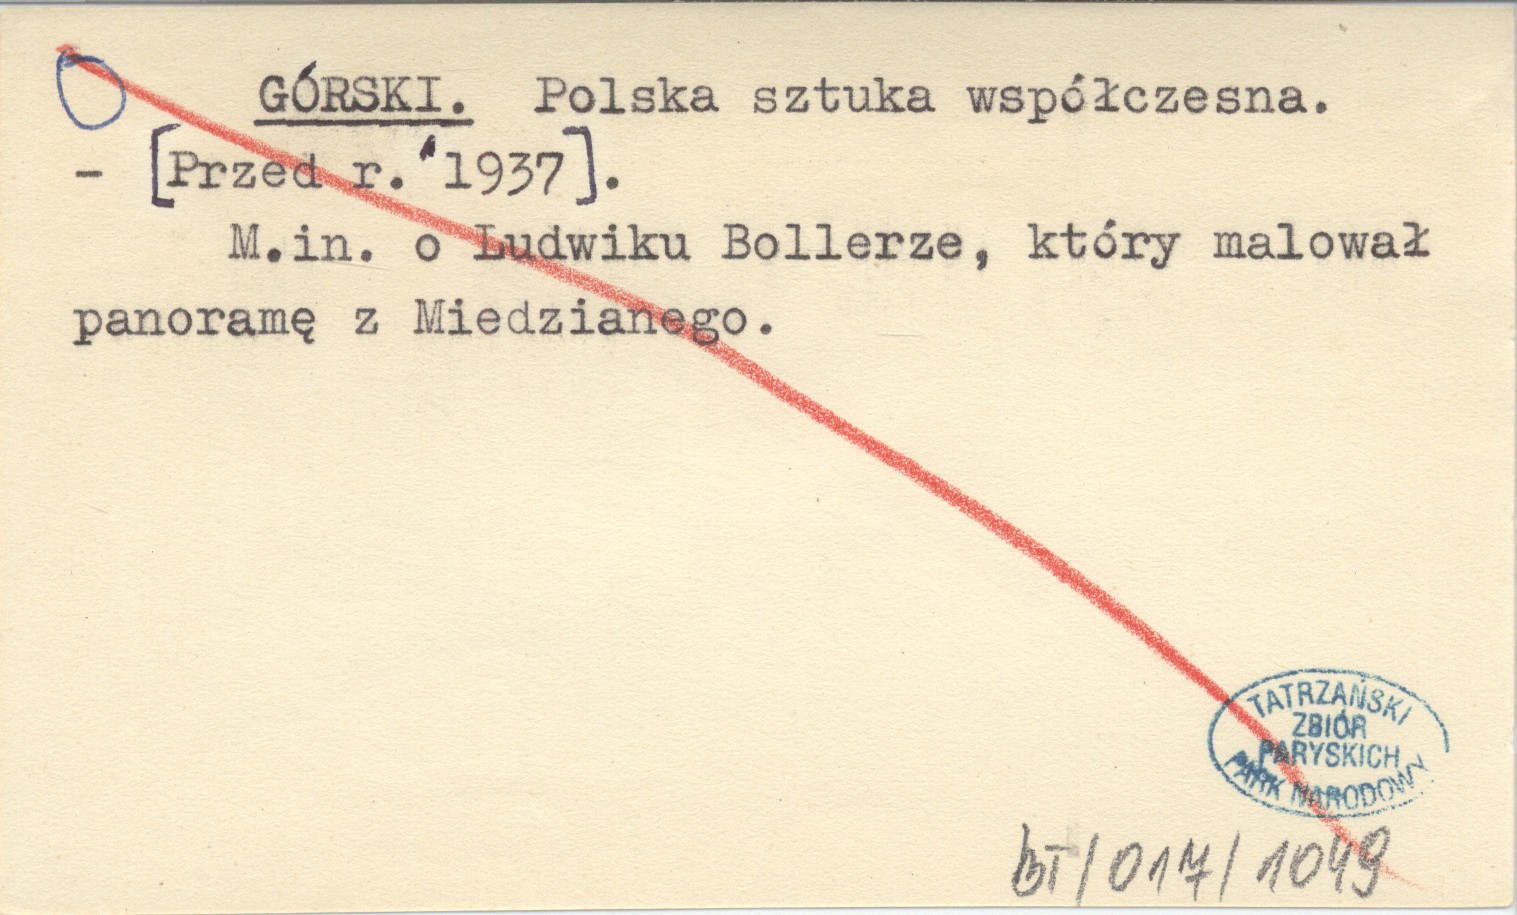 GÓRSKI. Polska sztuka współczesna.
- [Przed r. 1937].
M.in. o Ludwiku Bollerze, który malował
panoramę z Miedzianego.
TATRZAŃSKI
ZBIÓR
PARYSKICH
PARK NARODOWY
BT/017/1049